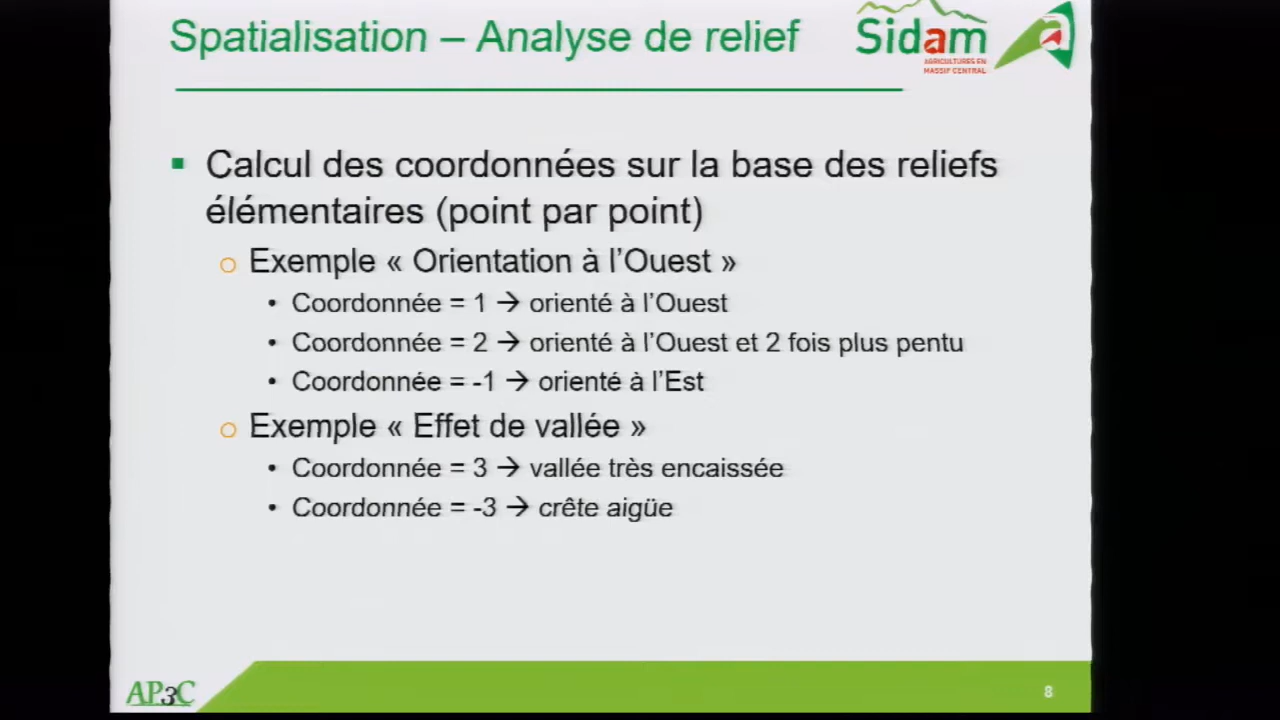 Spatialisation – Analyse de relief
Sidam
AGRICULTURES EN
MASSIF CENTRAL
a
▪ Calcul des coordonnées sur la base des reliefs
élémentaires (point par point)
o Exemple « Orientation à l’Ouest »
• Coordonnée = 1 → orienté à l’Ouest
• Coordonnée = 2 → orienté à l’Ouest et 2 fois plus pentu
• Coordonnée = -1 → orienté à l’Est
o Exemple « Effet de vallée »
• Coordonnée = 3 → vallée très encaissée
• Coordonnée = -3 → crête aigüe
AP3C
8